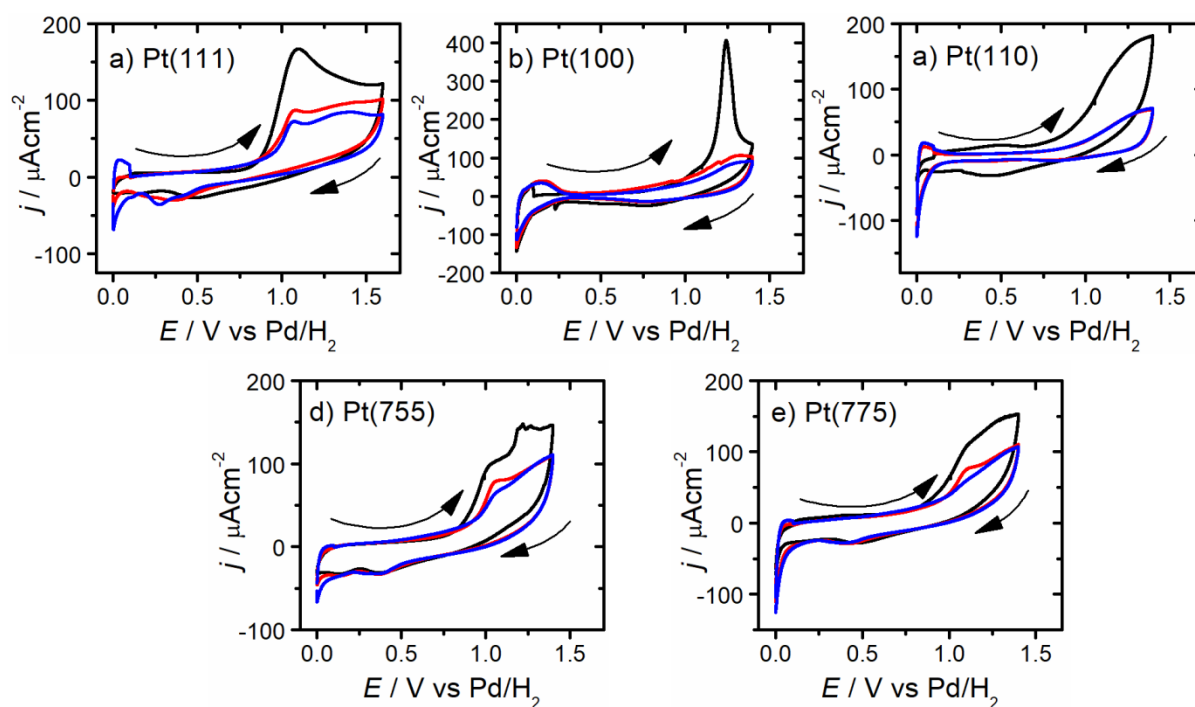 a) Pt(111)
j / µAcm⁻²
200
100
0
-100
0.0 0.5 1.0 1.5
E / V vs Pd/H₂
b) Pt(100)
j / µAcm⁻²
400
300
200
100
0
-100
-200
0.0 0.5 1.0 1.5
E / V vs Pd/H₂
a) Pt(110)
j / µAcm⁻²
200
100
0
-100
0.0 0.5 1.0 1.5
E / V vs Pd/H₂
d) Pt(755)
j / µAcm⁻²
200
100
0
-100
0.0 0.5 1.0 1.5
E / V vs Pd/H₂
e) Pt(775)
j / µAcm⁻²
200
100
0
-100
0.0 0.5 1.0 1.5
E / V vs Pd/H₂